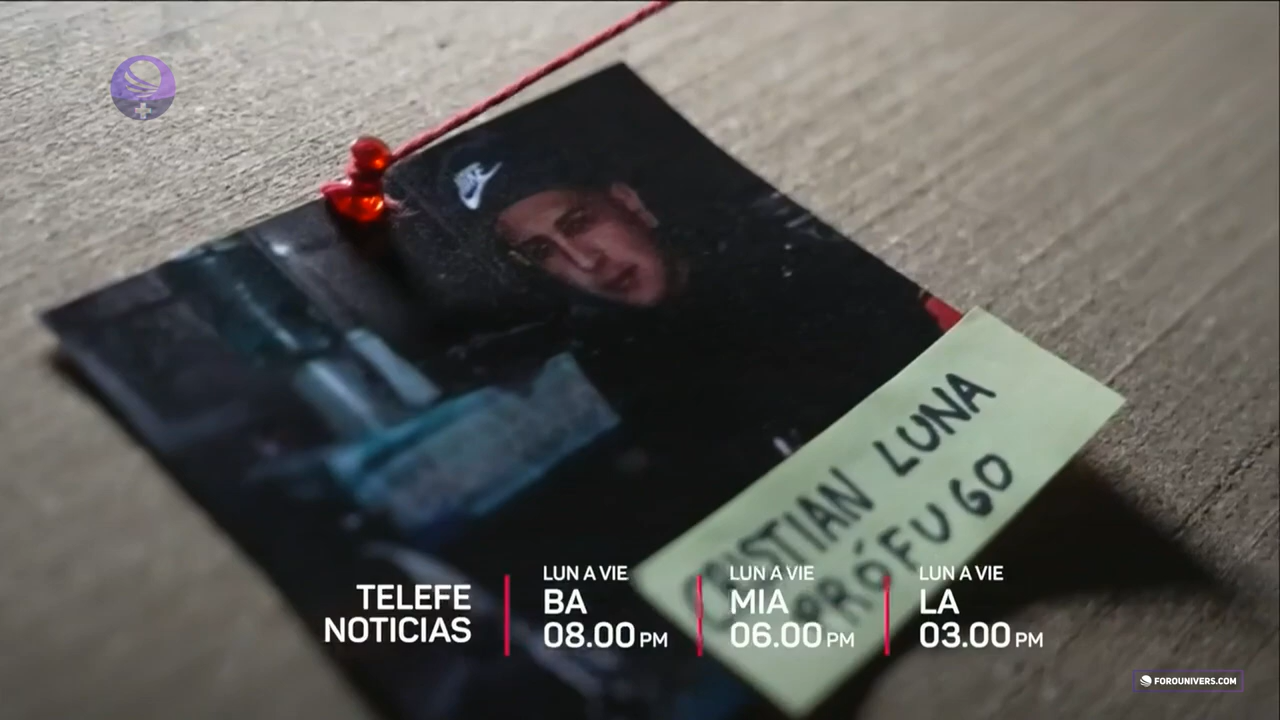 NIKE
CRISTIAN LUNA
PRÓFUGO
TELEFE
NOTICIAS
LUN A VIE
BA
08.00 PM
LUN A VIE
MIA
06.00 PM
LUN A VIE
LA
03.00 PM
FOROUNIVERS.COM